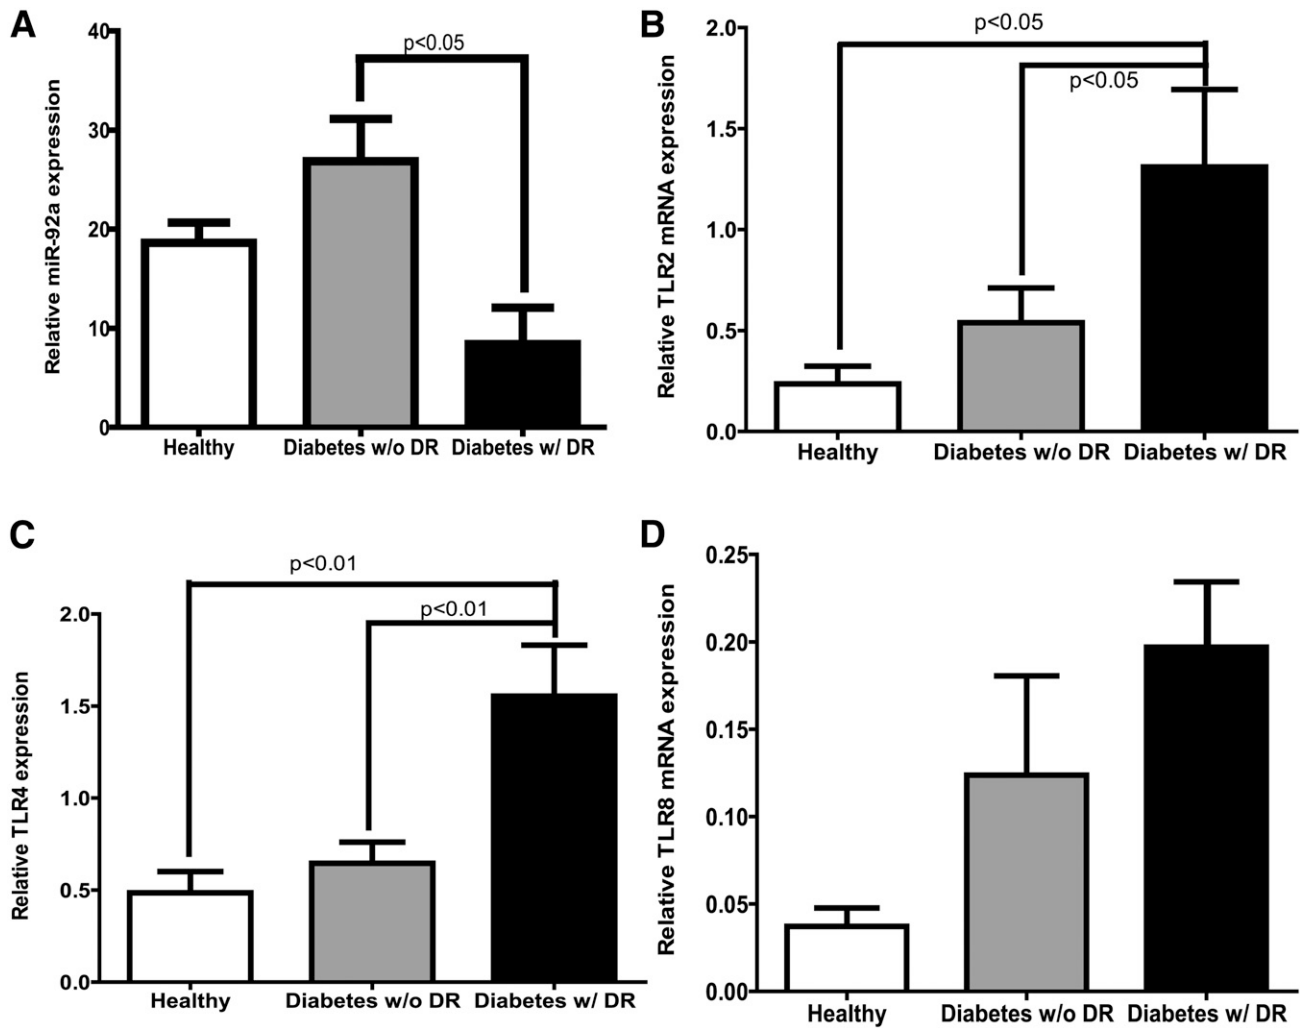 A
Relative miR-92a expression
40
30
20
10
0
p<0.05
Healthy
Diabetes w/o DR
Diabetes w/ DR
B
Relative TLR2 mRNA expression
2.0
1.5
1.0
0.5
0.0
p<0.05
p<0.05
Healthy
Diabetes w/o DR
Diabetes w/ DR
C
Relative TLR4 expression
2.0
1.5
1.0
0.5
0.0
p<0.01
p<0.01
Healthy
Diabetes w/o DR
Diabetes w/ DR
D
Relative TLR8 mRNA expression
0.25
0.20
0.15
0.10
0.05
0.00
Healthy
Diabetes w/o DR
Diabetes w/ DR